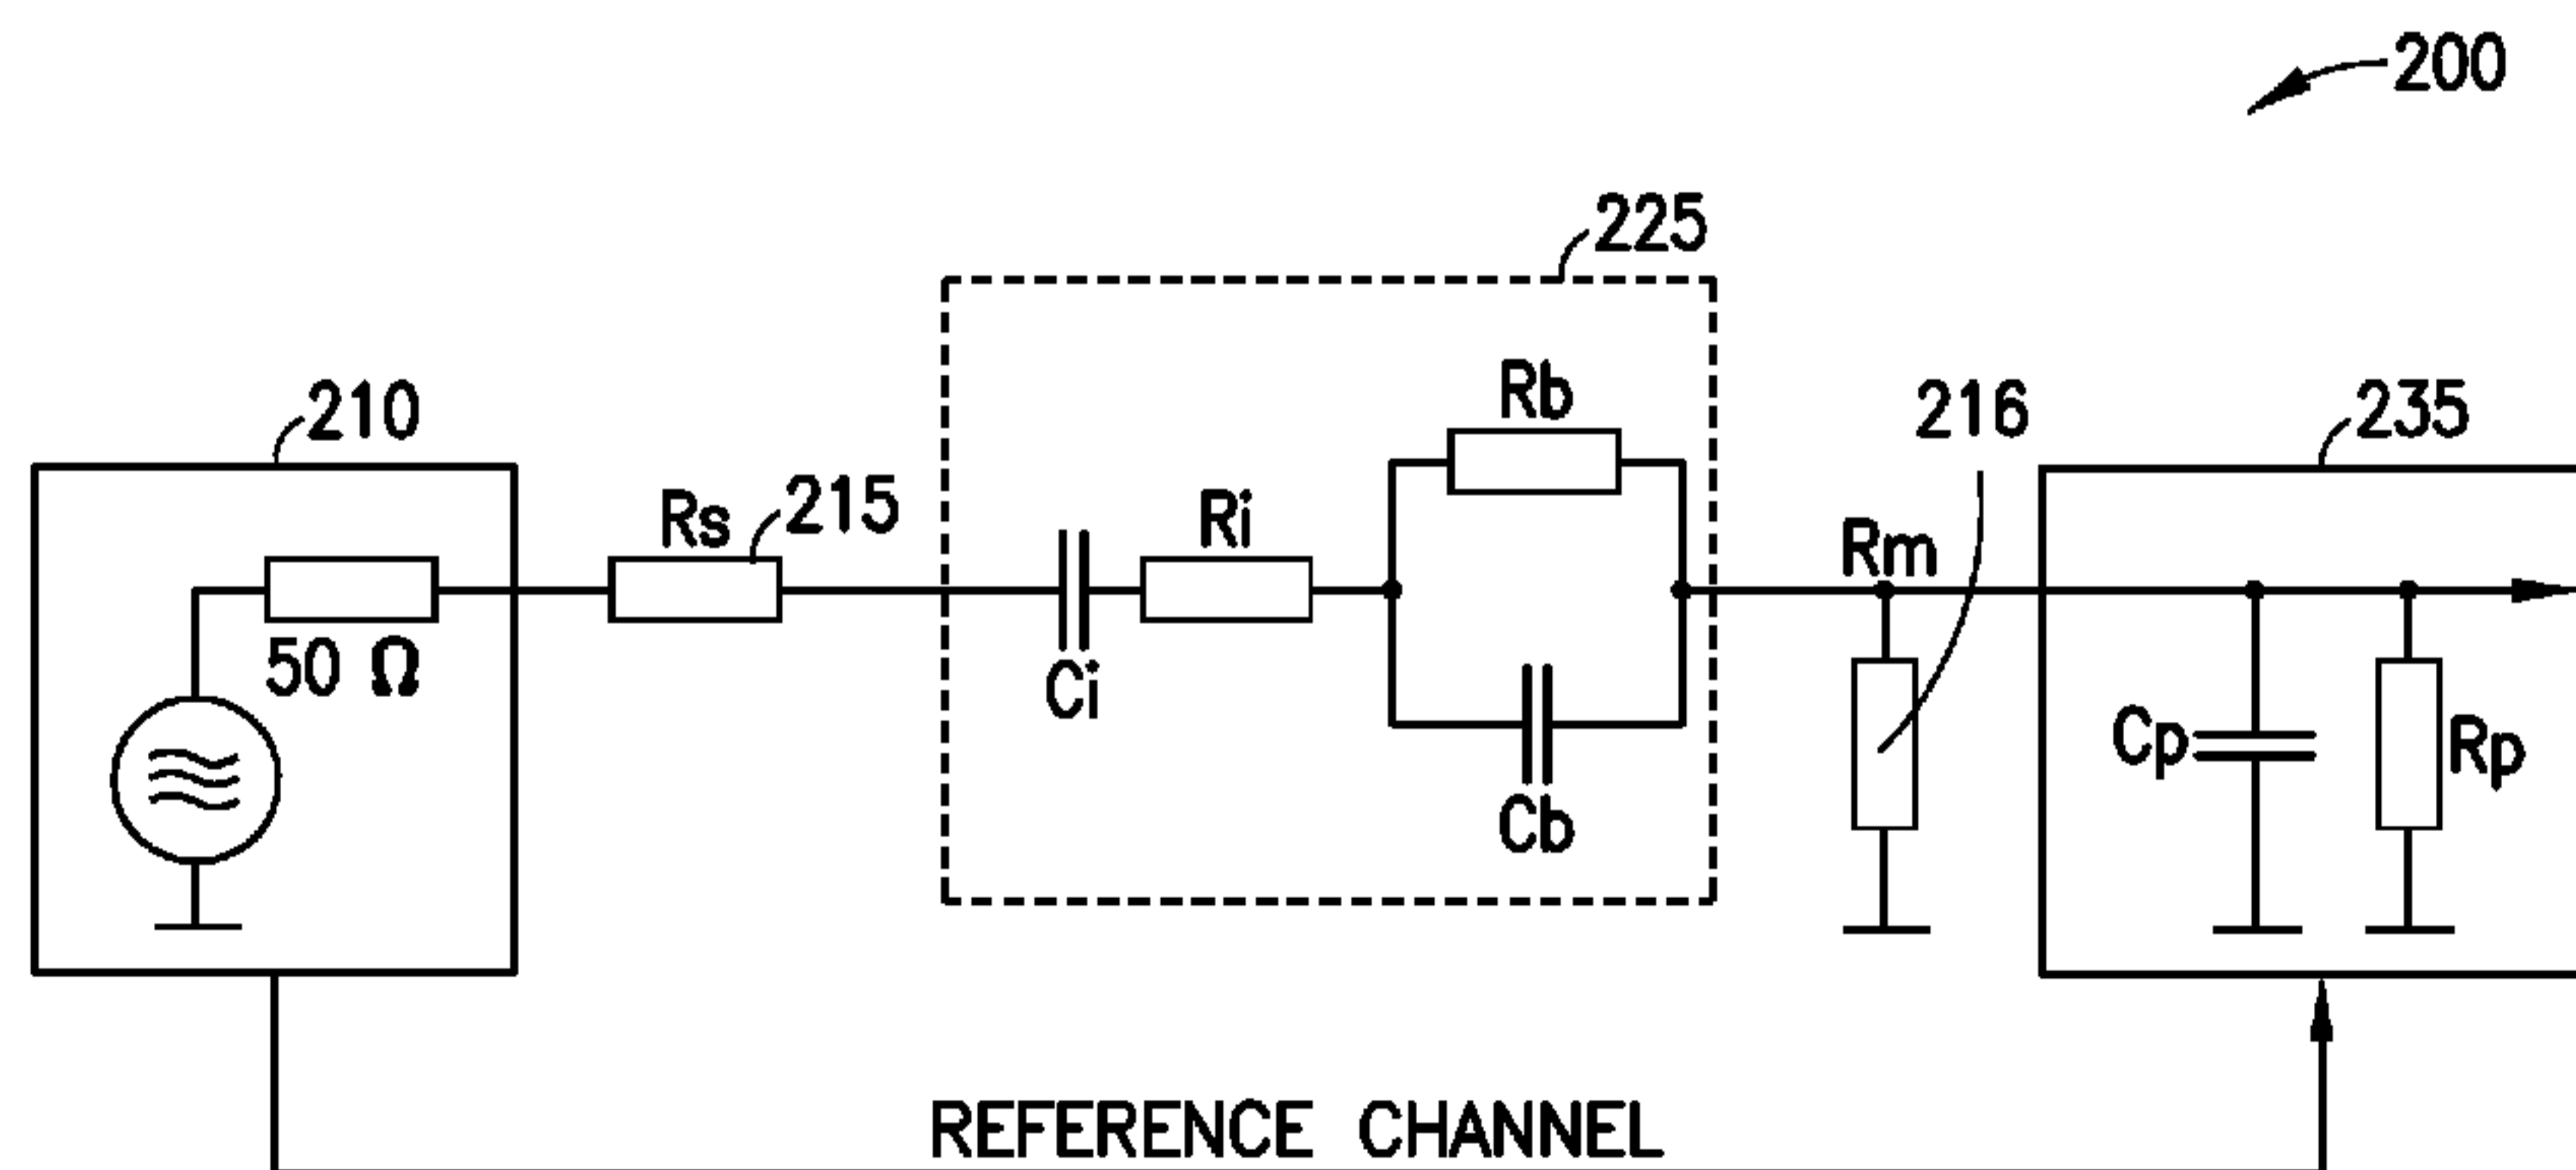 200
225
Rb
210
216
235
Rs
215
Ri
Rm
50 Ω
Ci
Cp
Rp
Cb
REFERENCE CHANNEL